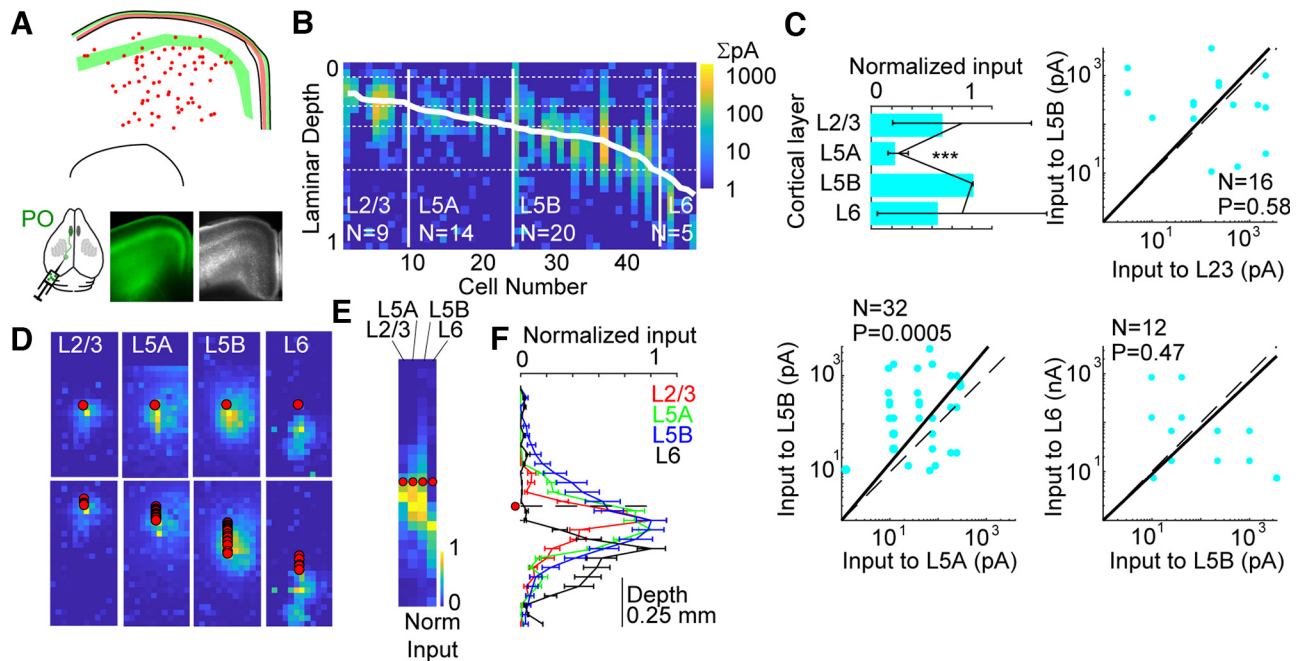 A
PO
B
ΣpA
1000
100
10
1
0
Laminar Depth
1
L2/3
N=9
L5A
N=14
L5B
N=20
L6
N=5
10
20
30
40
Cell Number
C
Normalized input
0
1
Cortical layer
L2/3
L5A
L5B
L6
***
Input to L5B (pA)
10³
10¹
N=16
P=0.58
10¹
10³
Input to L23 (pA)
N=32
P=0.0005
Input to L5B (pA)
10³
10¹
10¹
10³
Input to L5A (pA)
N=12
P=0.47
Input to L6 (nA)
10³
10¹
10¹
10³
Input to L5B (pA)
D
L2/3
L5A
L5B
L6
E
L5A
L5B
L2/3
L6
1
0
Norm
Input
F
Normalized input
0
1
L2/3
L5A
L5B
L6
Depth
0.25 mm